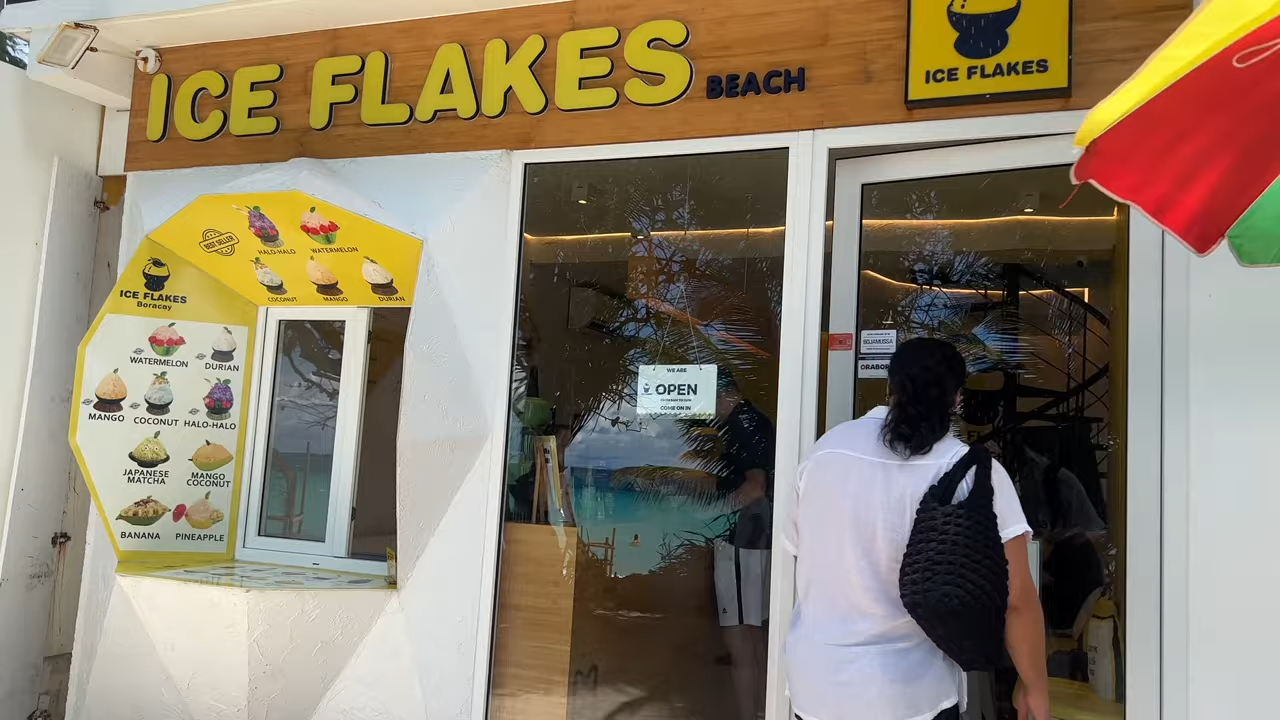 ICE FLAKES BEACH
ICE FLAKES
BEST SELLER
HALO-HALO
WATERMELON
COCONUT
MANGO
DURIAN
ICE FLAKES
Boracay
WATERMELON
DURIAN
MANGO
COCONUT
HALO-HALO
JAPANESE
MATCHA
MANGO
COCONUT
BANANA
PINEAPPLE
WE ARE
OPEN
COME ON IN